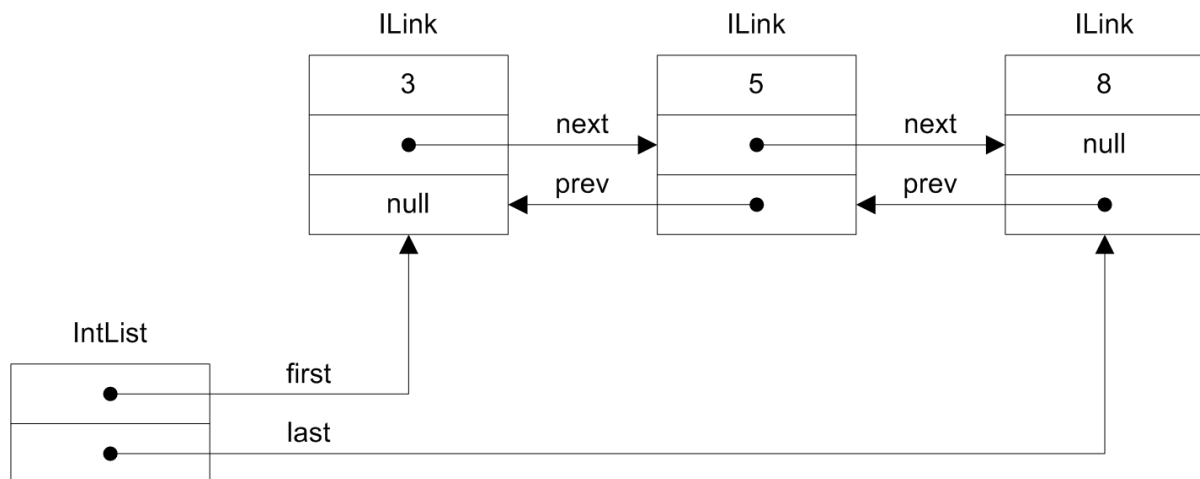 ILink ILink ILink
3 5 8
next next null
null prev prev
IntList
first
last